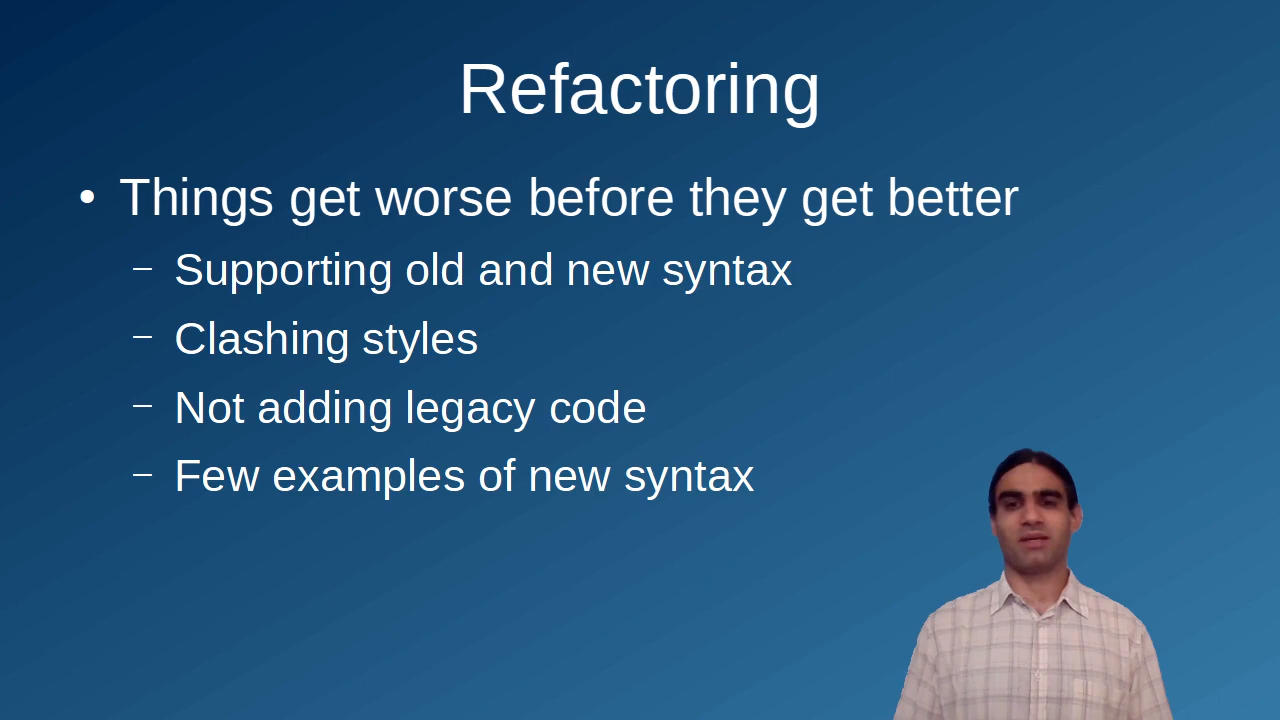 Refactoring
• Things get worse before they get better
– Supporting old and new syntax
– Clashing styles
– Not adding legacy code
– Few examples of new syntax